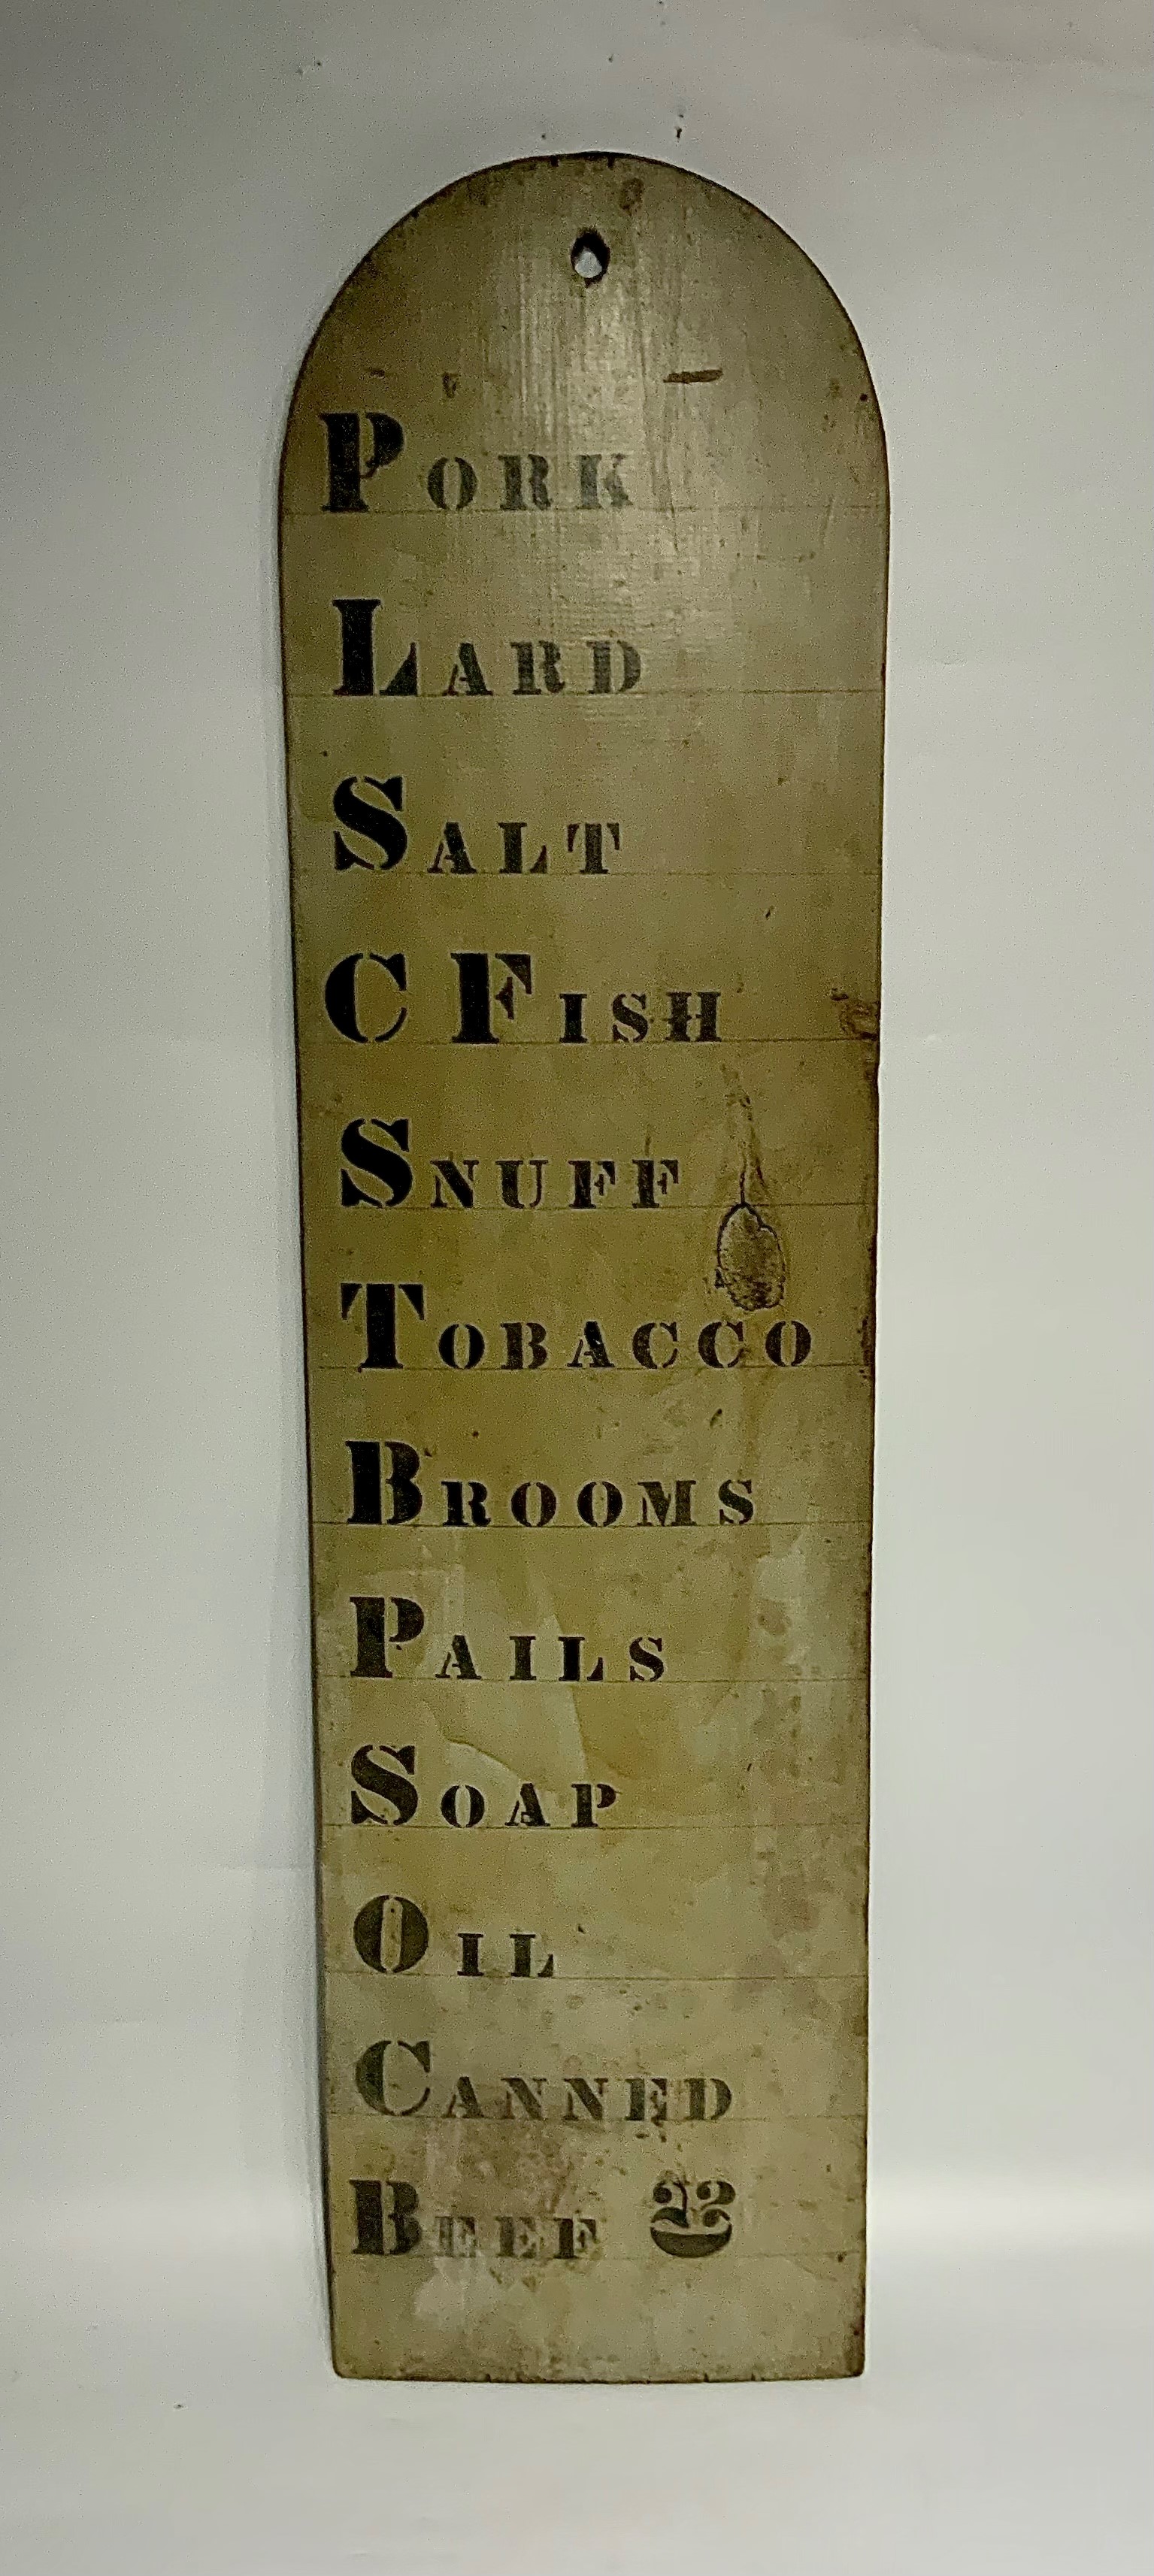 PORK
LARD
SALT
C FISH
SNUFF
TOBACCO
BROOMS
PAILS
SOAP
OIL
CANNED
BEEF